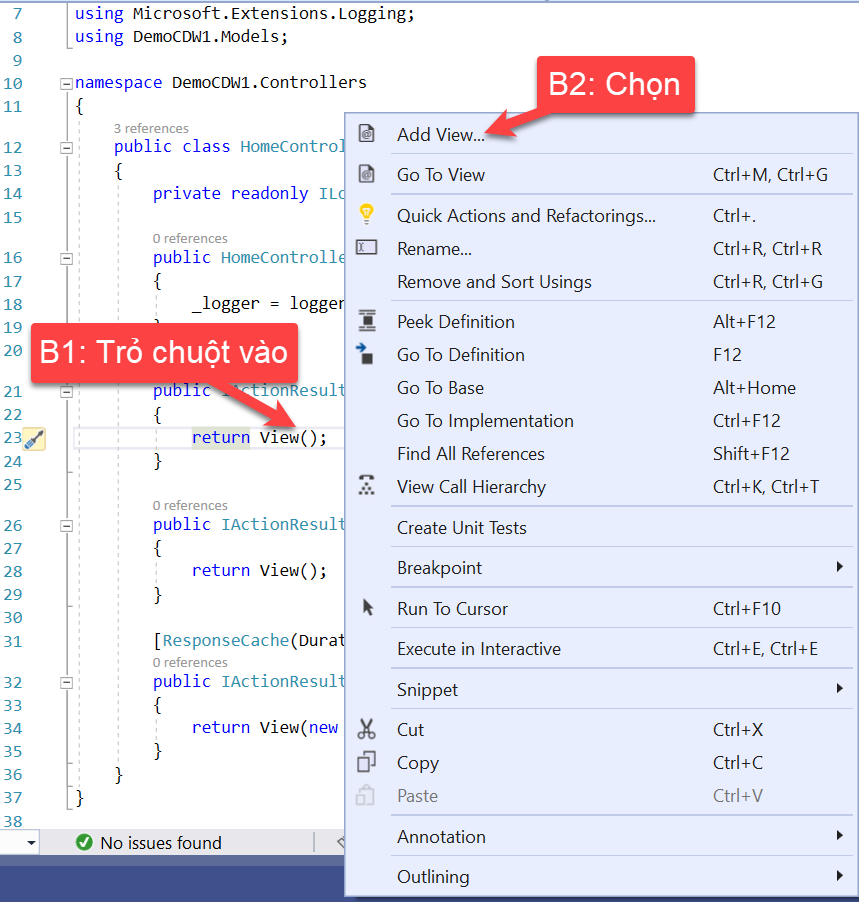 7 using Microsoft.Extensions.Logging;
8 using DemoCDW1.Models;
9
10 namespace DemoCDW1.Controllers
11 {
3 references
12 public class HomeControl
13 {
14 private readonly ILo
15
0 references
16 public HomeControlle
17 {
18 _logger = logger
19
20
21 public IActionResult
22 {
23 return View();
24 }
25
0 references
26 public IActionResult
27 {
28 return View();
29 }
30
31 [ResponseCache(Durat
0 references
32 public IActionResult
33 {
34 return View(new
35 }
36 }
37 }
38
No issues found
B1: Trỏ chuột vào
B2: Chọn
Add View...
Go To View Ctrl+M, Ctrl+G
Quick Actions and Refactorings... Ctrl+.
Rename... Ctrl+R, Ctrl+R
Remove and Sort Usings Ctrl+R, Ctrl+G
Peek Definition Alt+F12
Go To Definition F12
Go To Base Alt+Home
Go To Implementation Ctrl+F12
Find All References Shift+F12
View Call Hierarchy Ctrl+K, Ctrl+T
Create Unit Tests
Breakpoint
Run To Cursor Ctrl+F10
Execute in Interactive Ctrl+E, Ctrl+E
Snippet
Cut Ctrl+X
Copy Ctrl+C
Paste Ctrl+V
Annotation
Outlining